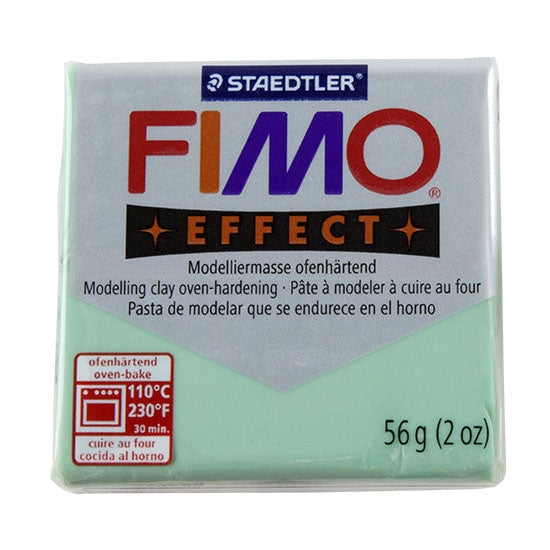 STAEDTLER®
FIMO®
EFFECT
Modelliermasse ofenhärtend
Modelling clay oven-hardening · Pâte à modeler à cuire au four
Pasta de modelar que se endurece en el horno
ofenhärtend
oven-bake
110°C
230°F
30 min.
cuire au four
cocida al horno
56 g (2 oz)